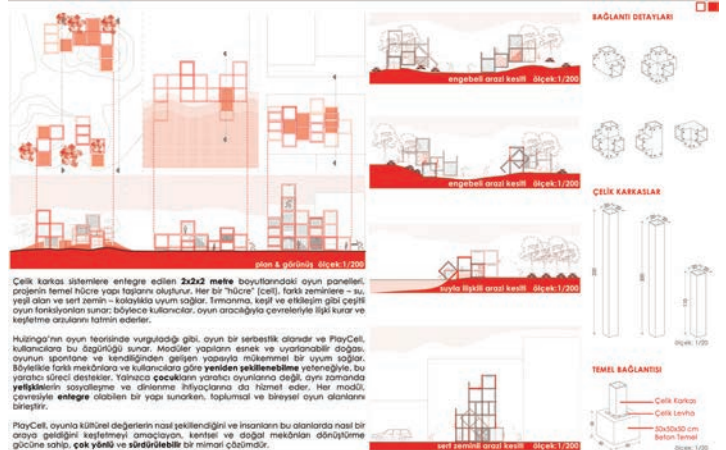 plan & görünüş ölçek:1/200
Çelik karkas sistemlere entegre edilen 2x2x2 metre boyutlarındaki oyun panelleri,
projenin temel hücre yapı taşlarını oluşturur. Her bir "hücre" (cell), farklı zeminlere – su,
yeşil alan ve sert zemin – kolaylıkla uyum sağlar. Tırmanma, keşif ve etkileşim gibi çeşitli
oyun fonksiyonları sunar; böylece kullanıcılar, oyun aracılığıyla çevreleriyle ilişki kurar ve
keşfetme arzularını tatmin ederler.
Huizinga'nın oyun teorisinde vurguladığı gibi, oyun bir serbestlik alanıdır ve PlayCell,
kullanıcılara bu özgürlüğü sunar. Modüler yapıların esnek ve uyarlanabilir doğası,
oyunun spontane ve kendiliğinden gelişen yapısıyla mükemmel bir uyum sağlar.
Böylelikle farklı mekânlara ve kullanıcılara göre yeniden şekillenebilme yeteneğiyle, bu
yaratıcı süreci destekler. Yalnızca çocukların yaratıcı oyunlarına değil, aynı zamanda
yetişkinlerin sosyalleşme ve dinlenme ihtiyaçlarına da hizmet eder. Her modül,
çevresiyle entegre olabilen bir yapı sunarken, toplumsal ve bireysel oyun alanlarını
birleştirir.
PlayCell, oyunla kültürel değerlerin nasıl şekillendiğini ve insanların bu alanlarda nasıl bir
araya geldiğini keşfetmeyi amaçlayan, kentsel ve doğal mekânları dönüştürme
gücüne sahip, çok yönlü ve sürdürülebilir bir mimari çözümdür.
engebeli arazi kesiti ölçek:1/200
engebeli arazi kesiti ölçek:1/200
suyla ilişkili arazi kesiti ölçek:1/200
sert zeminli arazi kesiti ölçek:1/200
BAĞLANTI DETAYLARI
ÇELİK KARKASLAR
ölçek: 1/20
TEMEL BAĞLANTISI
Çelik Karkas
Çelik Levha
50x50x50 cm
Beton Temel
ölçek: 1/20